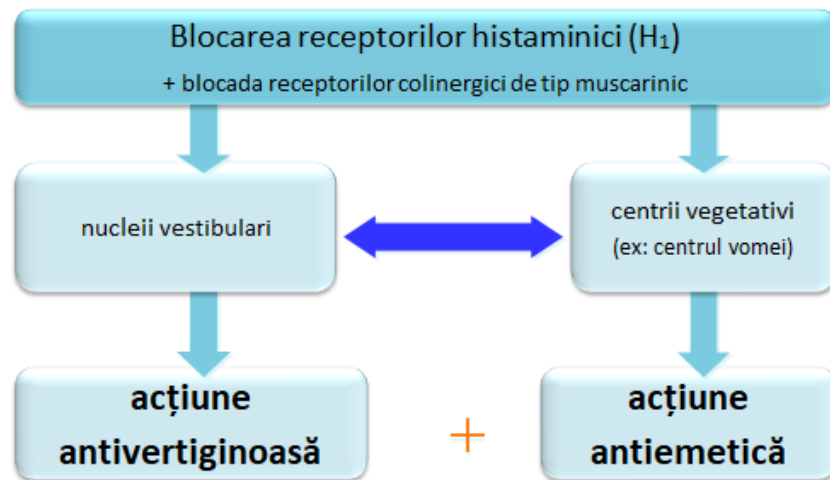 Blocarea receptorilor histaminici (H₁)
+ blocada receptorilor colinergici de tip muscarinic
nucleii vestibulari
centrii vegetativi
(ex: centrul vomei)
acțiune
antivertiginoasă
+
acțiune
antiemetică